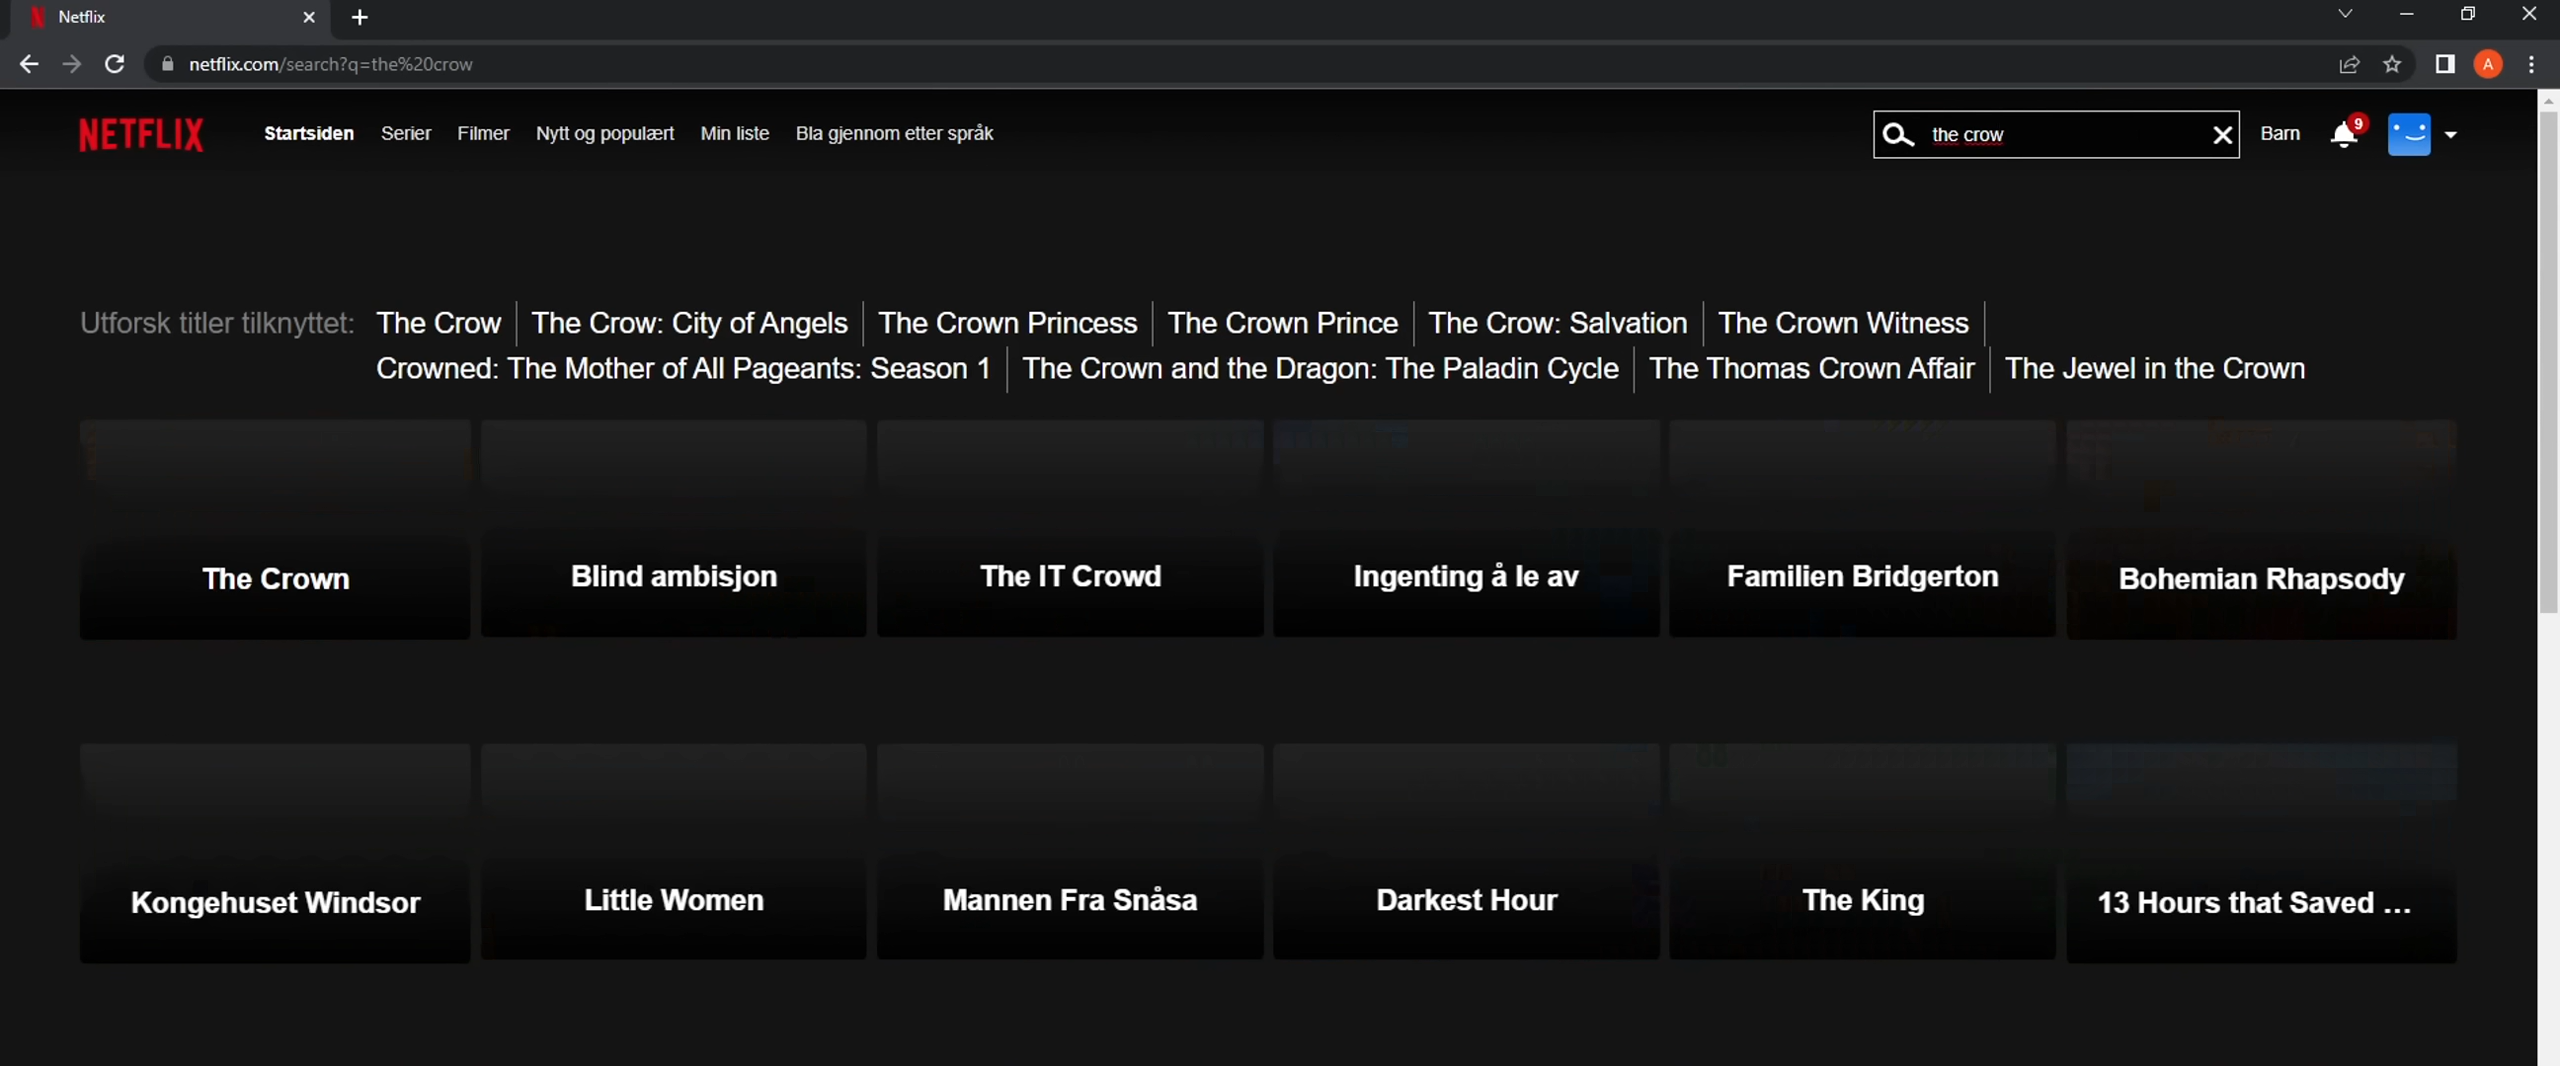 Netflix
netflix.com/search?q=the%20crow
A
NETFLIX Startsiden Serier Filmer Nytt og populært Min liste Bla gjennom etter språk the crow Barn 9
Utforsk titler tilknyttet: The Crow The Crow: City of Angels The Crown Princess The Crown Prince The Crow: Salvation The Crown Witness
Crowned: The Mother of All Pageants: Season 1 The Crown and the Dragon: The Paladin Cycle The Thomas Crown Affair The Jewel in the Crown
The Crown Blind ambisjon The IT Crowd Ingenting å le av Familien Bridgerton Bohemian Rhapsody
Kongehuset Windsor Little Women Mannen Fra Snåsa Darkest Hour The King 13 Hours that Saved ...